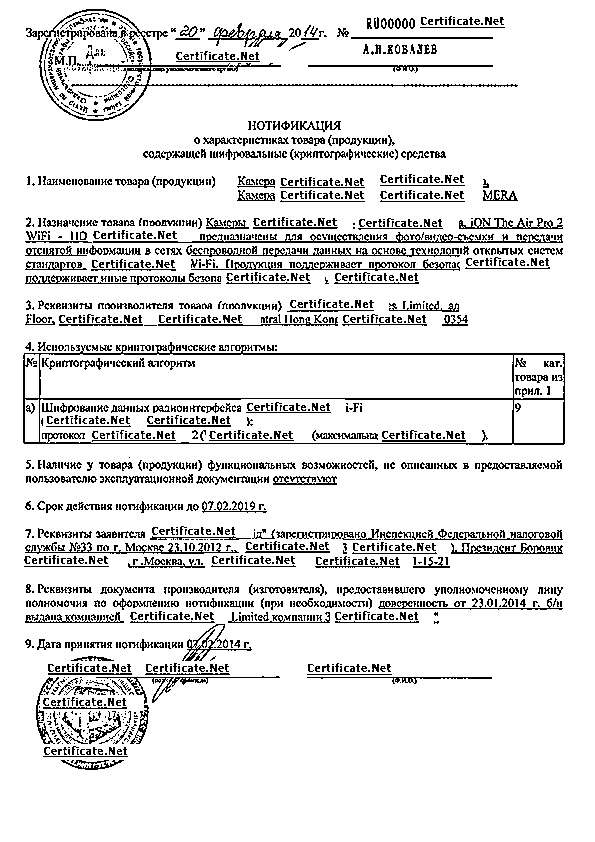 Зарегистрирована в реестре "20" февраля 2014г. № RU00000 Certificate.Net
М.П. Certificate.Net А.И.КОВАЛЕВ
(Ф.И.О.)
НОТИФИКАЦИЯ
о характеристиках товара (продукции),
содержащей шифровальные (криптографические) средства
1. Наименование товара (продукции) Камера Certificate.Net Certificate.Net ),
Камера Certificate.Net Certificate.Net МERA
2. Назначение товара (продукции) Камеры Certificate.Net Certificate.Net iON The Air Pro 2
WiFi - HD Certificate.Net предназначены для осуществления фото/видео-съемки и передачи
отснятой информации в сетях беспроводной передачи данных на основе технологий открытых систем
стандартов Certificate.Net Wi-Fi. Продукция поддерживает протокол безопас Certificate.Net
поддерживает иные протоколы безопа Certificate.Net , Certificate.Net
3. Реквизиты производителя товара (продукции) Certificate.Net Limited,
Floor, Certificate.Net Certificate.Net ntral Hong Kong Certificate.Net 0354
4. Используемые криптографические алгоритмы:
№ Криптографический алгоритм № кат.
товара из
прил. 1
а) Шифрование данных радиоинтерфейса Certificate.Net i-Fi 9
( Certificate.Net Certificate.Net ):
протокол Certificate.Net 2 (' Certificate.Net (максимальна Certificate.Net ).
5. Наличие у товара (продукции) функциональных возможностей, не описанных в предоставляемой
пользователю эксплуатационной документации отсутствуют
6. Срок действия нотификации до 07.02.2019 г.
7. Реквизиты заявителя Certificate.Net ід" (зарегистрировано Инспекцией Федеральной налоговой
службы №33 по г. Москве 23.10.2012 г., Certificate.Net 3 Certificate.Net ), Президент Боровик
Certificate.Net , г .Москва, ул. Certificate.Net Certificate.Net 1-15-21
8. Реквизиты документа производителя (изготовителя), предоставившего уполномоченному лицу
полномочия по оформлению нотификации (при необходимости) доверенность от 23.01.2014 г. б/н
выдана компанией Certificate.Net Limited компании 3 Certificate.Net "
9. Дата принятия нотификации 07.02.2014 г.
Certificate.Net Certificate.Net Certificate.Net
(Ф.И.О.)
Certificate.Net
Certificate.Net